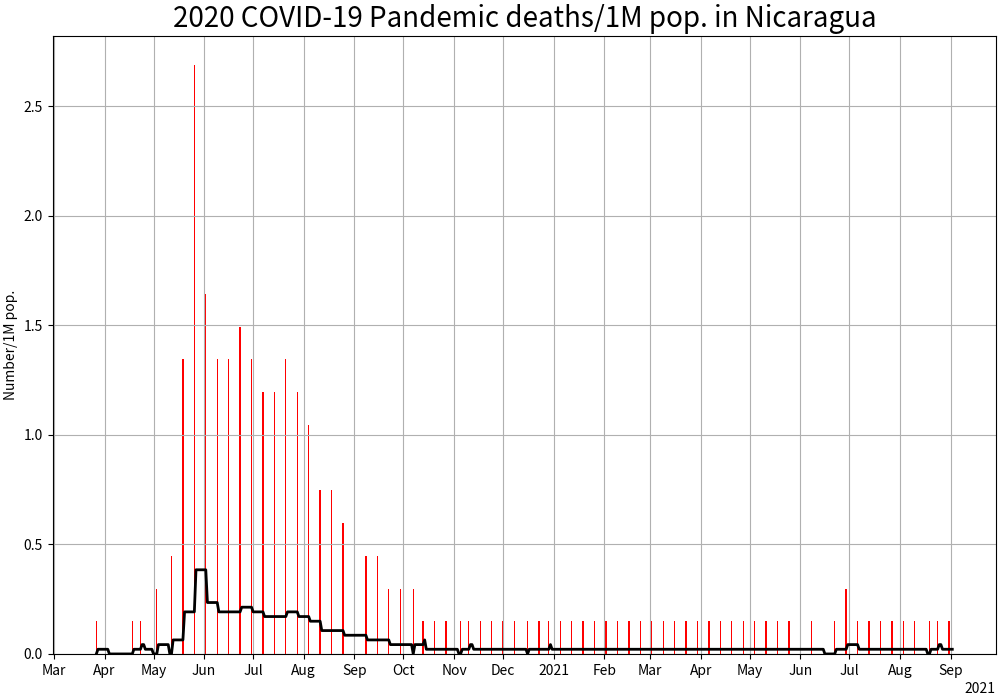 2020 COVID-19 Pandemic deaths/1M pop. in Nicaragua
Number/1M pop.
2.5
2.0
1.5
1.0
0.5
0.0
Mar Apr May Jun Jul Aug Sep Oct Nov Dec 2021 Feb Mar Apr May Jun Jul Aug Sep
2021